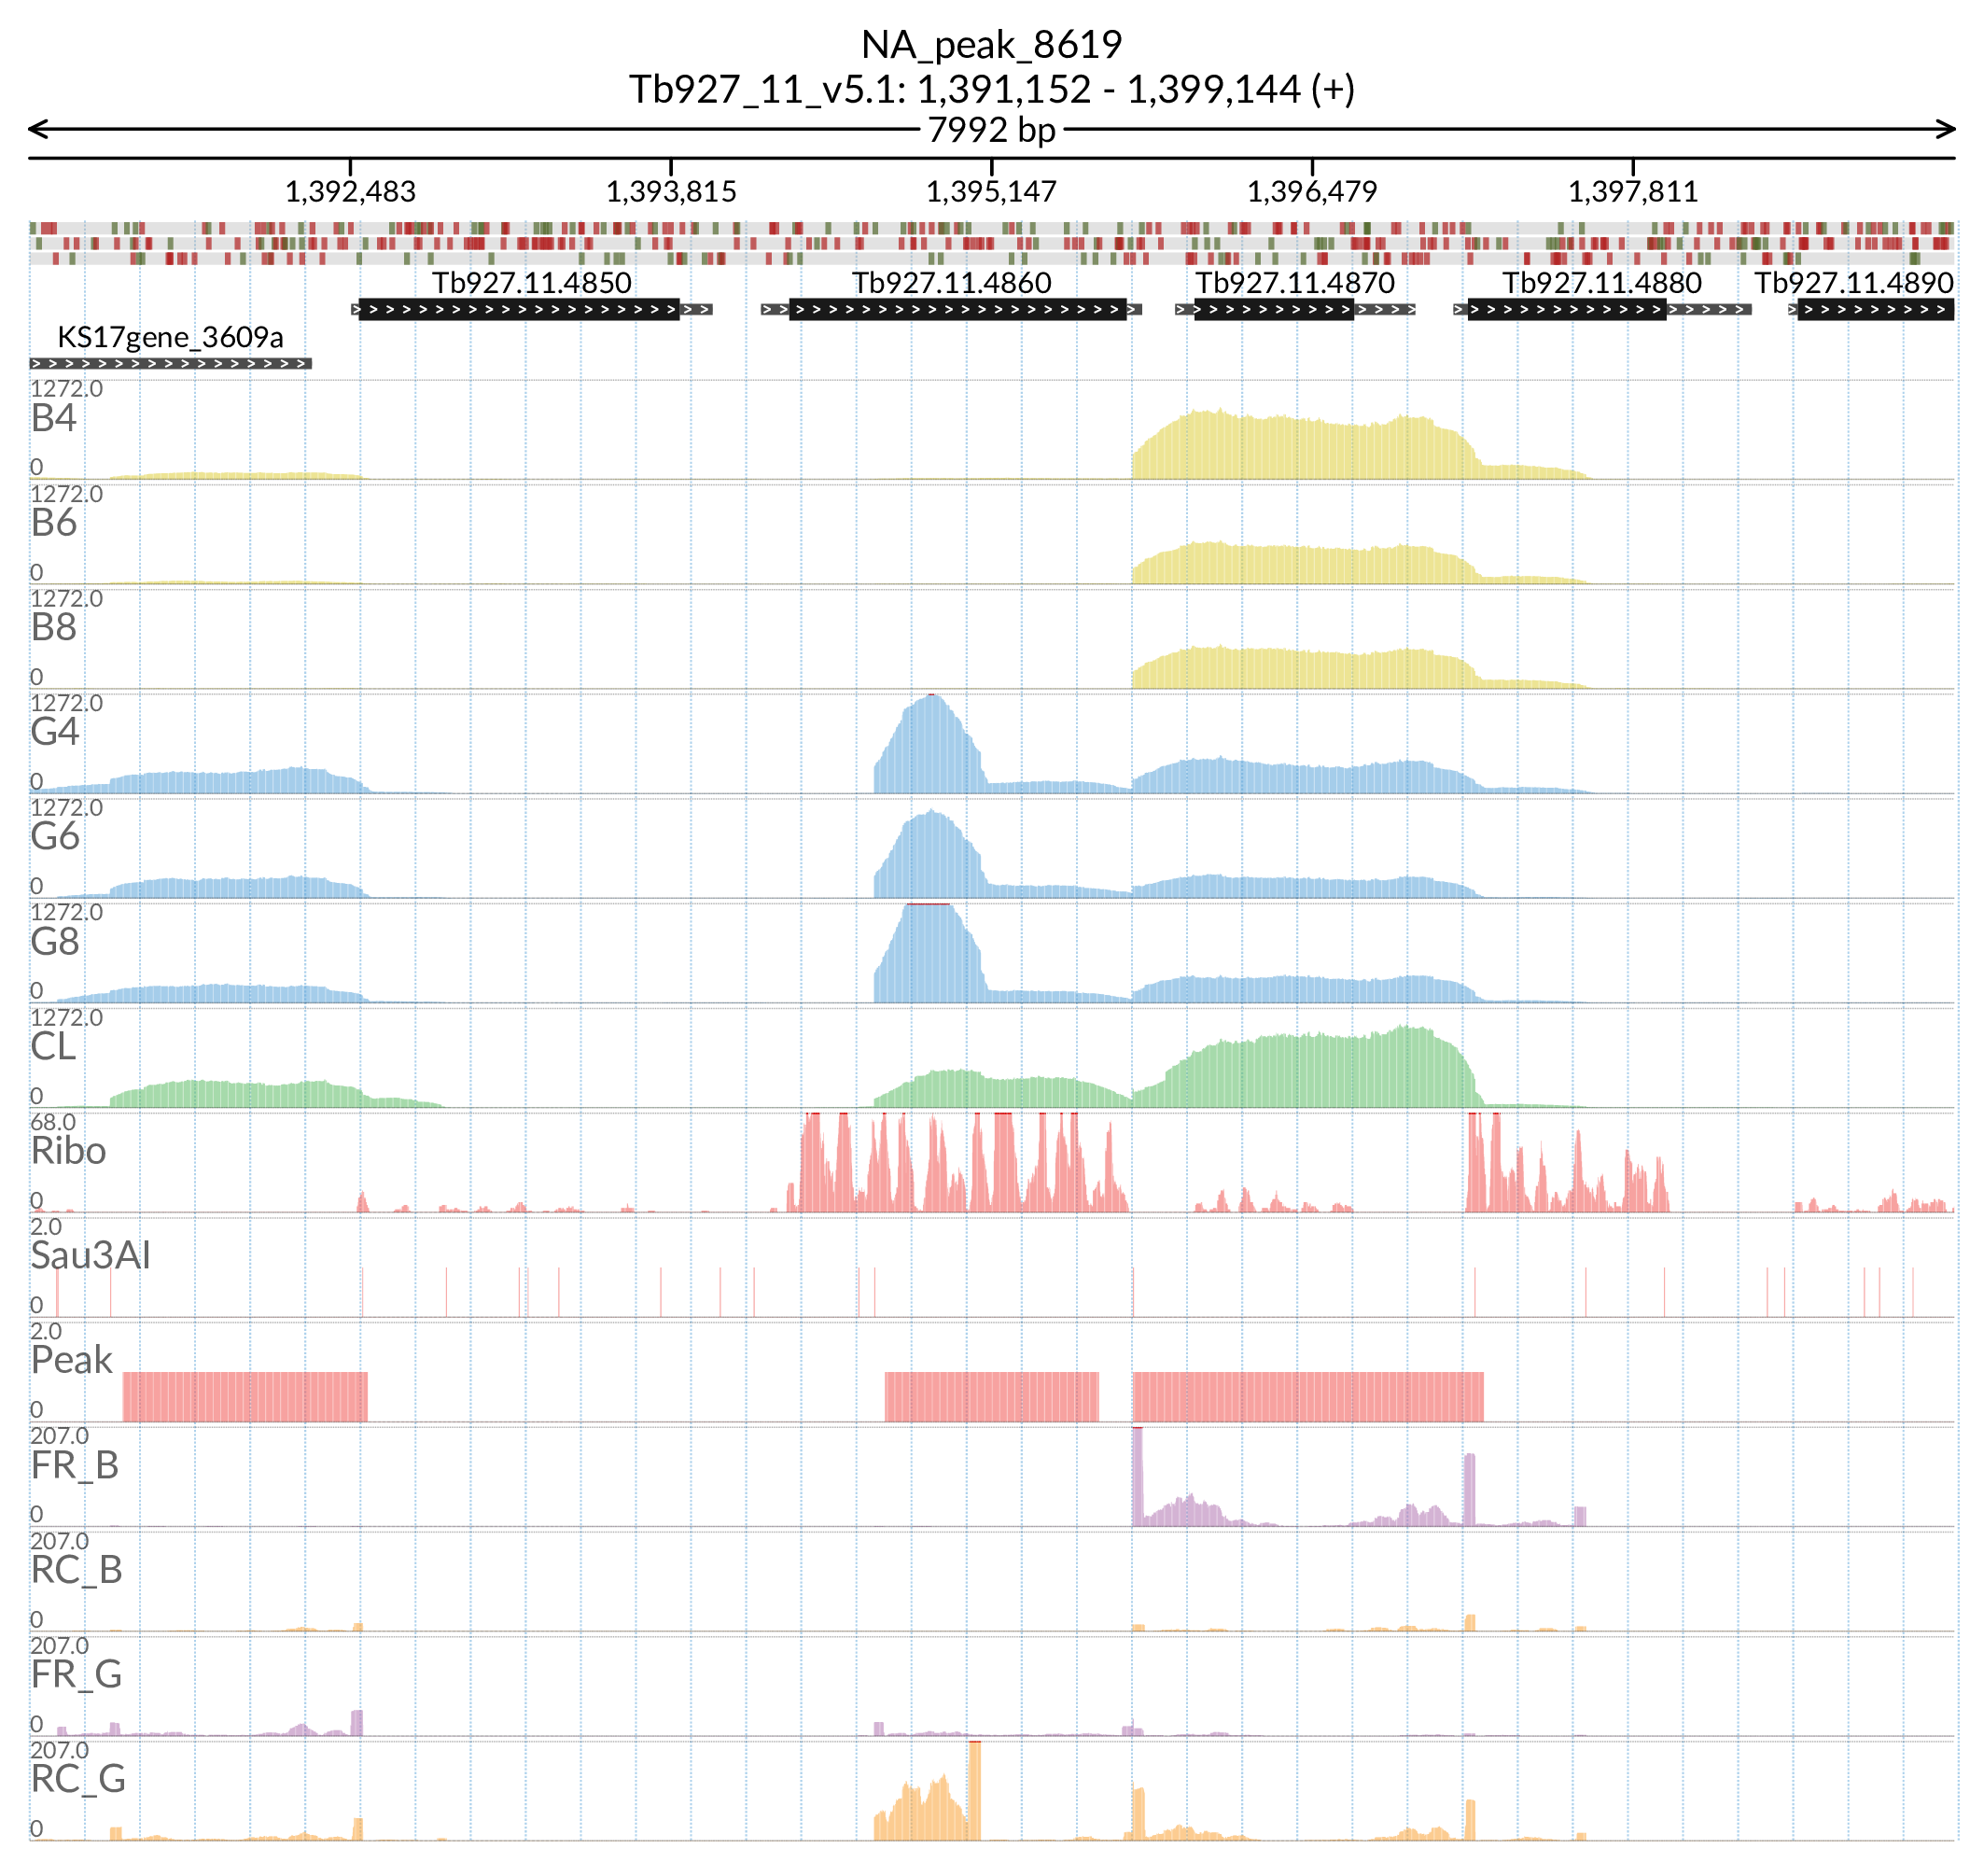 NA_peak_8619
Tb927_11_v5.1: 1,391,152 - 1,399,144 (+)
7992 bp
1,392,483 1,393,815 1,395,147 1,396,479 1,397,811
Tb927.11.4850 Tb927.11.4860 Tb927.11.4870 Tb927.11.4880 Tb927.11.4890
KS17gene_3609a
1272.0
B4
0
1272.0
B6
0
1272.0
B8
0
1272.0
G4
0
1272.0
G6
0
1272.0
G8
0
1272.0
CL
0
68.0
Ribo
0
2.0
Sau3AI
0
2.0
Peak
0
207.0
FR_B
0
207.0
RC_B
0
207.0
FR_G
0
207.0
RC_G
0